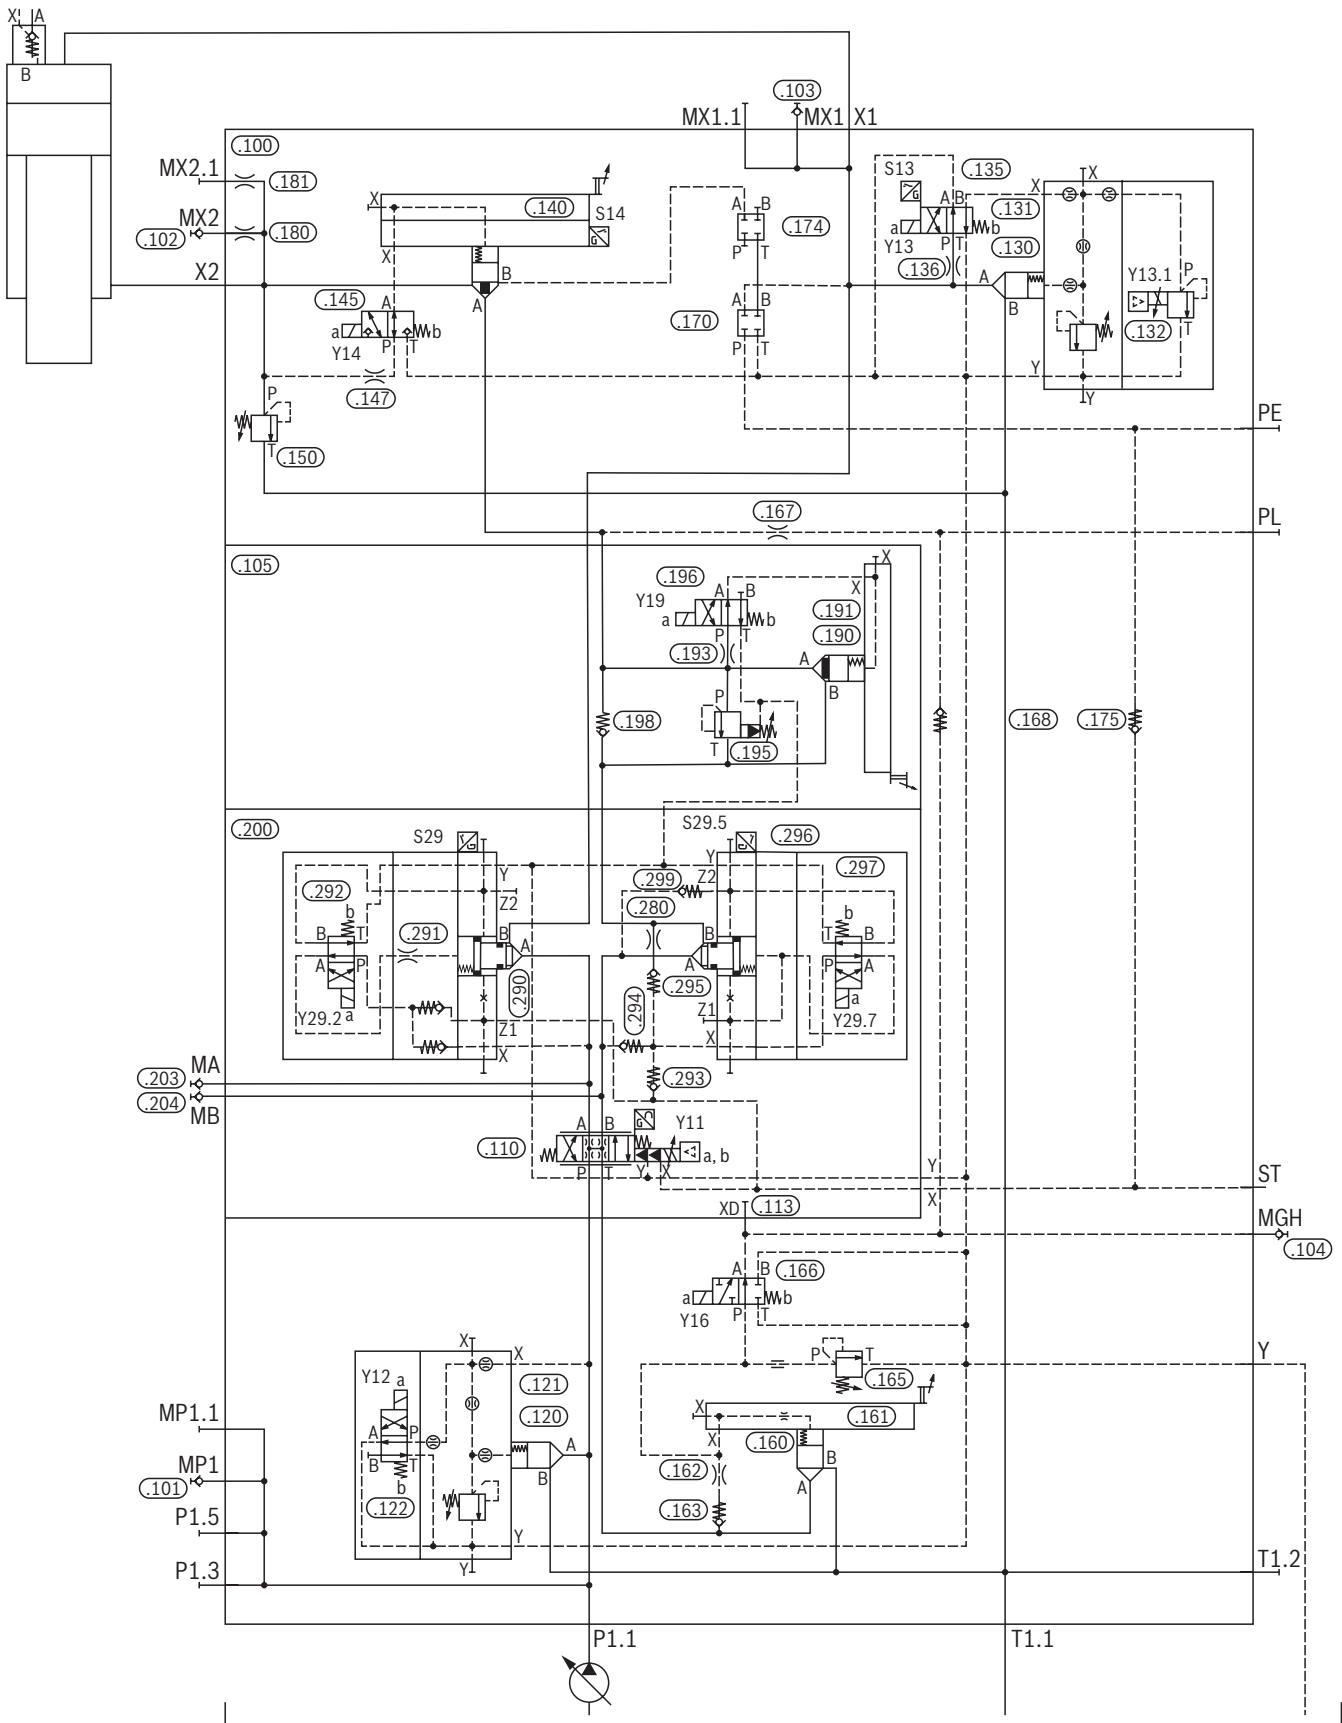 X A
B
MX1.1
.103
MX1 X1
.100
MX2.1
.181
MX2
.102
.180
X2
X
.140
S14
X
B
A
.145
A
a b
Y14
P T
.147
P
T
.150
A B
.174
P T
A B
.170
P T
S13
.135
A B
a b
Y13
P T
.136
X
X
.131
.130
A
B
Y13.1
P
.132
T
Y
Y
PE
.167
PL
.105
.196
A B
Y19
a b
P T
.193
X
X
.191
.190
A
B
P
T
.195
.198
.168
.175
.200
S29
S29.5
.296
.292
b
B T
A P
Y29.2
a
.291
Y
Z2
B
A
.290
Z1
X
.299
.280
Y
Z2
B
A
.295
.294
Z1
X
.293
.297
b
T B
P A
a
Y29.7
MA
.203
.204
MB
A B
Y11
.110
a, b
P T
Y X
Y
X
ST
XD
.113
MGH
.104
A B
.166
a b
Y16
P T
P T
.165
Y
X
.161
X
.160
B
A
.162
.163
X
X
Y12
a
.121
.120
A P
B T
b
.122
A
B
Y
Y
MP1.1
MP1
.101
P1.5
P1.3
T1.2
P1.1
T1.1